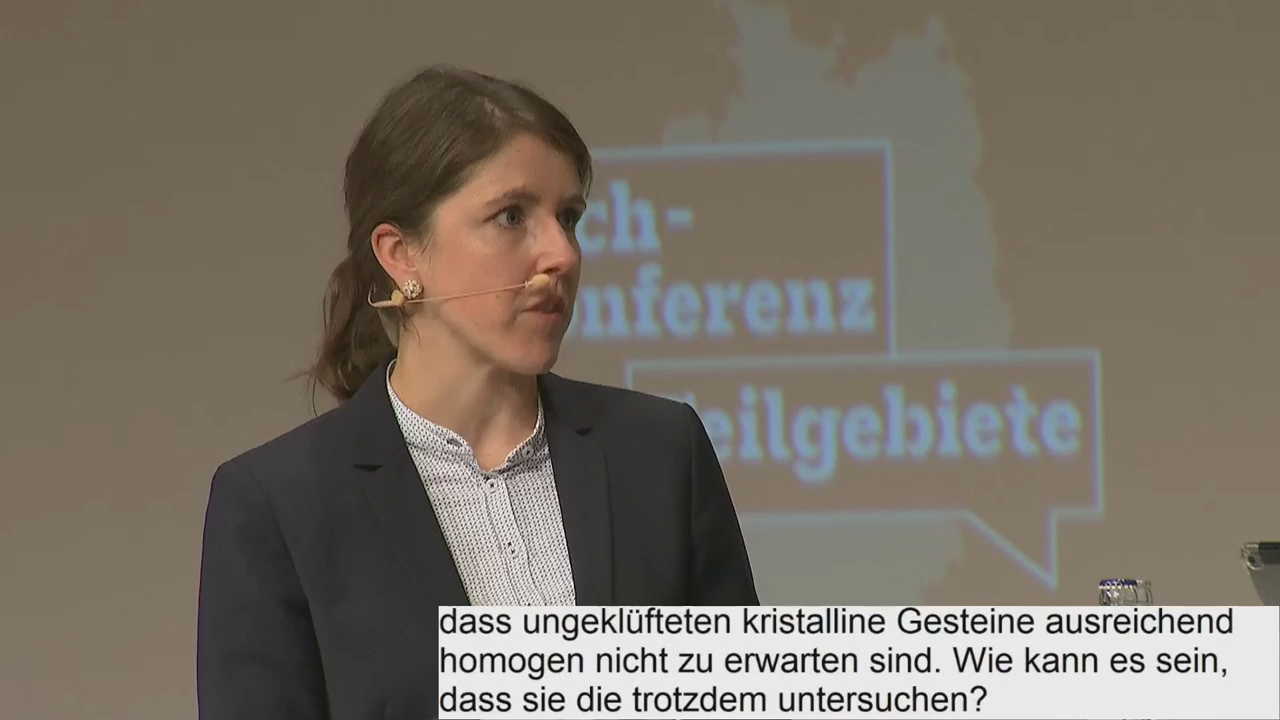 ch-
nferenz
eilgebiete
dass ungeklüfteten kristalline Gesteine ausreichend
homogen nicht zu erwarten sind. Wie kann es sein,
dass sie die trotzdem untersuchen?